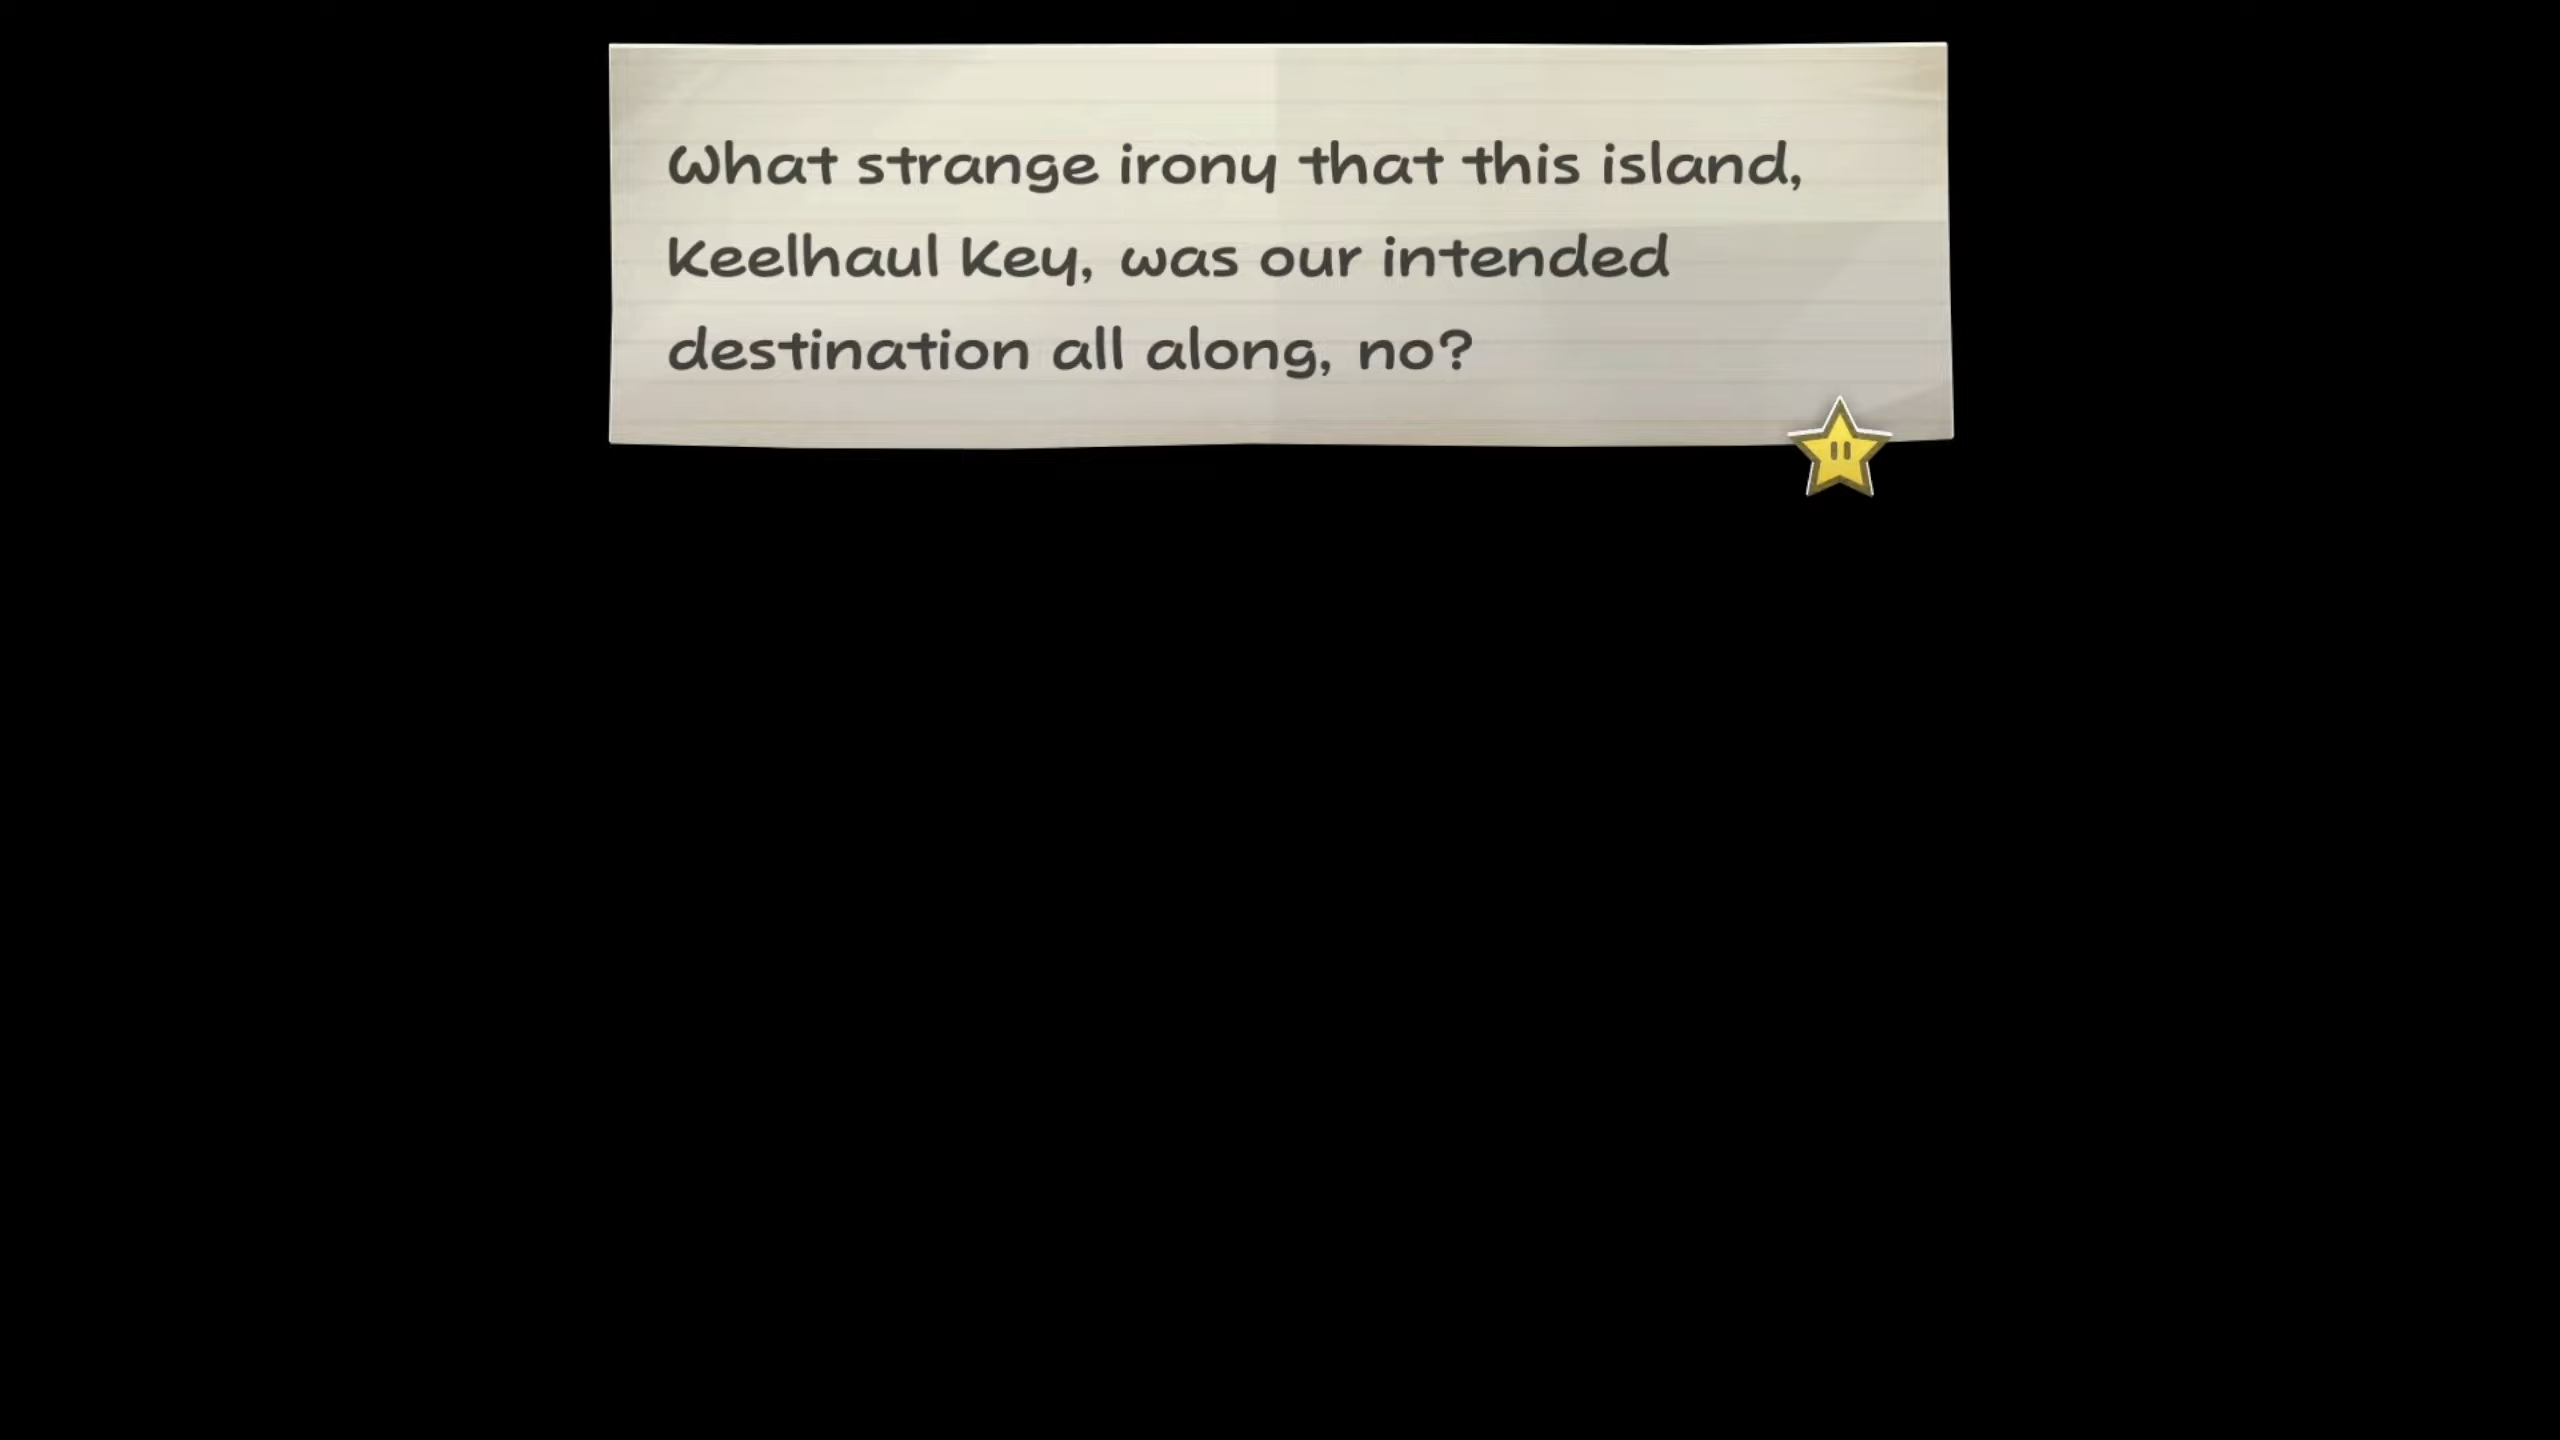 What strange irony that this island,
Keelhaul Key, was our intended
destination all along, no?